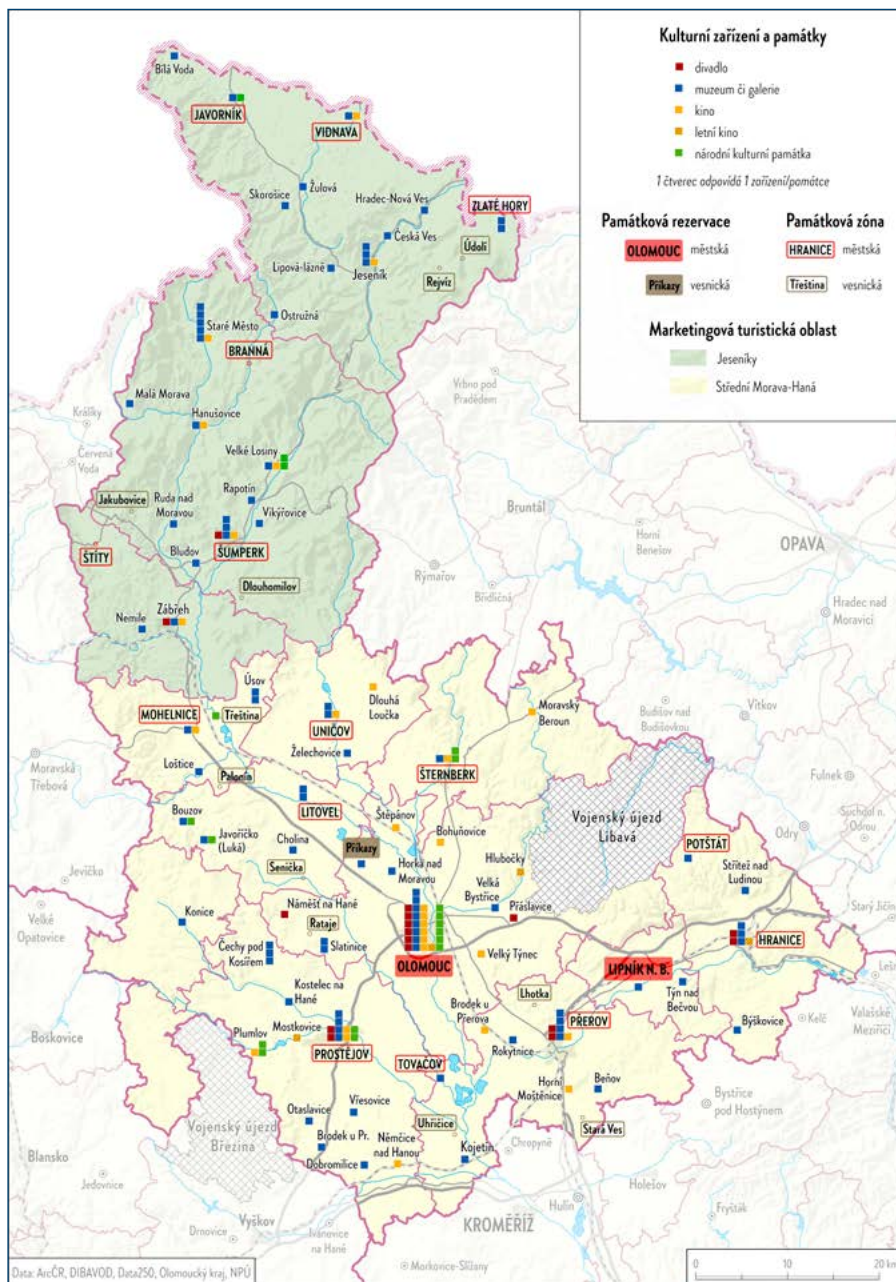 Kulturní zařízení a památky
divadlo
muzeum či galerie
kino
letní kino
národní kulturní památka
1 čtverec odpovídá 1 zařízení/památce
Památková rezervace
Památková zóna
OLOMOUC městská
HRANICE městská
Příkazy vesnická
Třeština vesnická
Marketingová turistická oblast
Jeseníky
Střední Morava-Haná
Bílá Voda
JAVORNÍK
VIDNAVA
Žulová
Skorošice
Hradec-Nová Ves
ZLATÉ HORY
Česká Ves
Údolí
Lipová-lázně
Jeseník
Rejvíz
Ostružná
Staré Město
BRANNÁ
Vrbno pod
Pradědem
Malá Morava
Králíky
Hanušovice
Červená
Voda
Velké Losiny
Rapotín
Jakubovice
Ruda nad
Moravou
Vikýřovice
Bruntál
Horní
Benešov
OPAVA
ŠTÍTY
ŠUMPERK
Bludov
Rýmařov
Břidličná
Dlouhomilov
Hradec nad
Moravicí
Zábřeh
Nemile
Úsov
Dlouhá
Loučka
Moravský
Beroun
Budišov nad
Budišovkou
Vítkov
MOHELNICE
Třeština
UNIČOV
Moravská
Třebová
Želechovice
ŠTERNBERK
Loštice
Palonín
Fulnek
Vojenský újezd
Libavá
LITOVEL
Štěpánov
Bouzov
Suchdol n.
Odrou
Odry
Javoříčko
(Luká)
Cholina
Příkazy
Bohuňovice
POTŠTÁT
Jevíčko
Senička
Horka nad
Moravou
Hlubočky
Střítež nad
Ludinou
Velká
Bystřice
Velké
Opatovice
Konice
Náměšť na Hané
Přáslavice
Starý Jičín
Rataje
Čechy pod
Kosířem
Slatinice
HRANICE
OLOMOUC
Velký Týnec
LIPNÍK N. B.
Kostelec na
Hané
Lhotka
Týn nad
Bečvou
Brodek u
Přerova
PŘEROV
Kelč
Valašské
Meziříčí
Boskovice
Plumlov
Mostkovice
PROSTĚJOV
Býškovice
Rokytnice
TOVAČOV
Horní
Moštěnice
Beňov
Bystřice
pod Hostýnem
Vojenský újezd
Březina
Otaslavice
Vřesovice
Uhřičice
Stará Ves
Blansko
Brodek u Pr.
Němčice
nad Hanou
Chropyně
Jedovnice
Dobromilice
Kojetín
Holešov
Hulín
Fryšták
Vyškov
Drnovice
Ivanovice
na Hané
KROMĚŘÍŽ
Morkovice-Slížany
Data: ArcČR, DIBAVOD, Data250, Olomoucký kraj, NPÚ
0 10 20